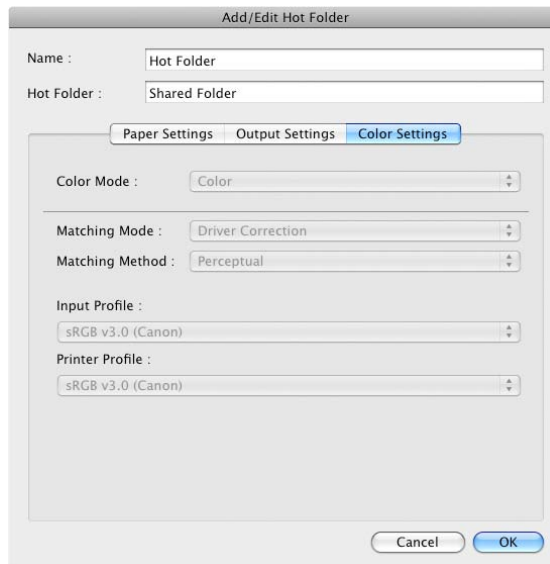 Add/Edit Hot Folder
Name : Hot Folder
Hot Folder : Shared Folder
Paper Settings Output Settings Color Settings
Color Mode : Color
Matching Mode : Driver Correction
Matching Method : Perceptual
Input Profile :
sRGB v3.0 (Canon)
Printer Profile :
sRGB v3.0 (Canon)
Cancel OK